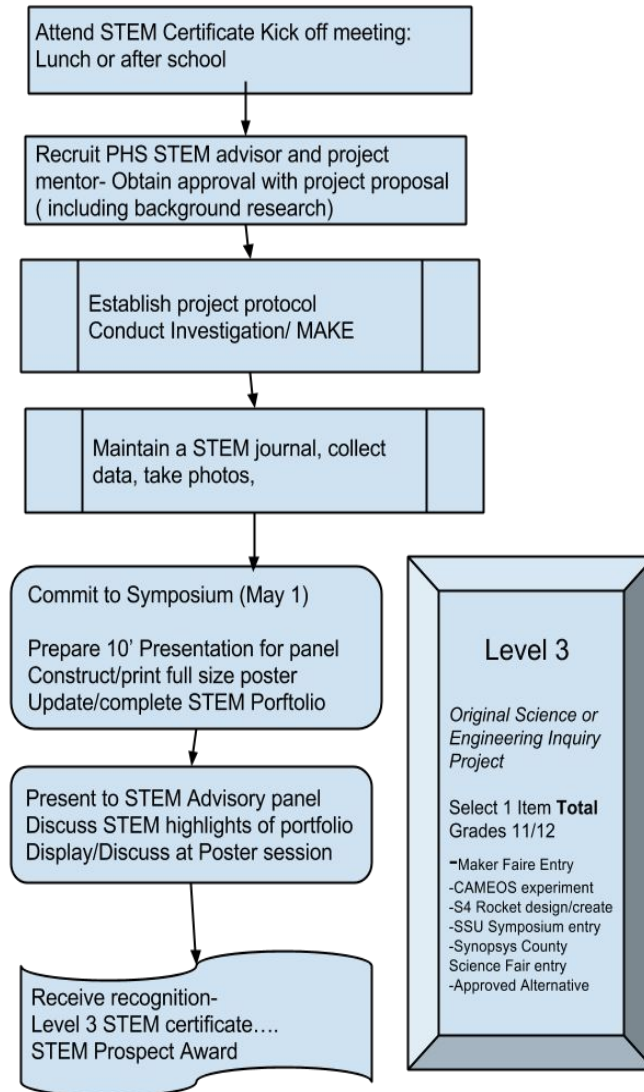 Attend STEM Certificate Kick off meeting:
Lunch or after school
Recruit PHS STEM advisor and project
mentor- Obtain approval with project proposal
( including background research)
Establish project protocol
Conduct Investigation/ MAKE
Maintain a STEM journal, collect
data, take photos,
Commit to Symposium (May 1)
Prepare 10’ Presentation for panel
Construct/print full size poster
Update/complete STEM Porftolio
Present to STEM Advisory panel
Discuss STEM highlights of portfolio
Display/Discuss at Poster session
Receive recognition-
Level 3 STEM certificate....
STEM Prospect Award
Level 3
Original Science or
Engineering Inquiry
Project
Select 1 Item Total
Grades 11/12
-Maker Faire Entry
-CAMEOS experiment
-S4 Rocket design/create
-SSU Symposium entry
-Synopsys County
Science Fair entry
-Approved Alternative